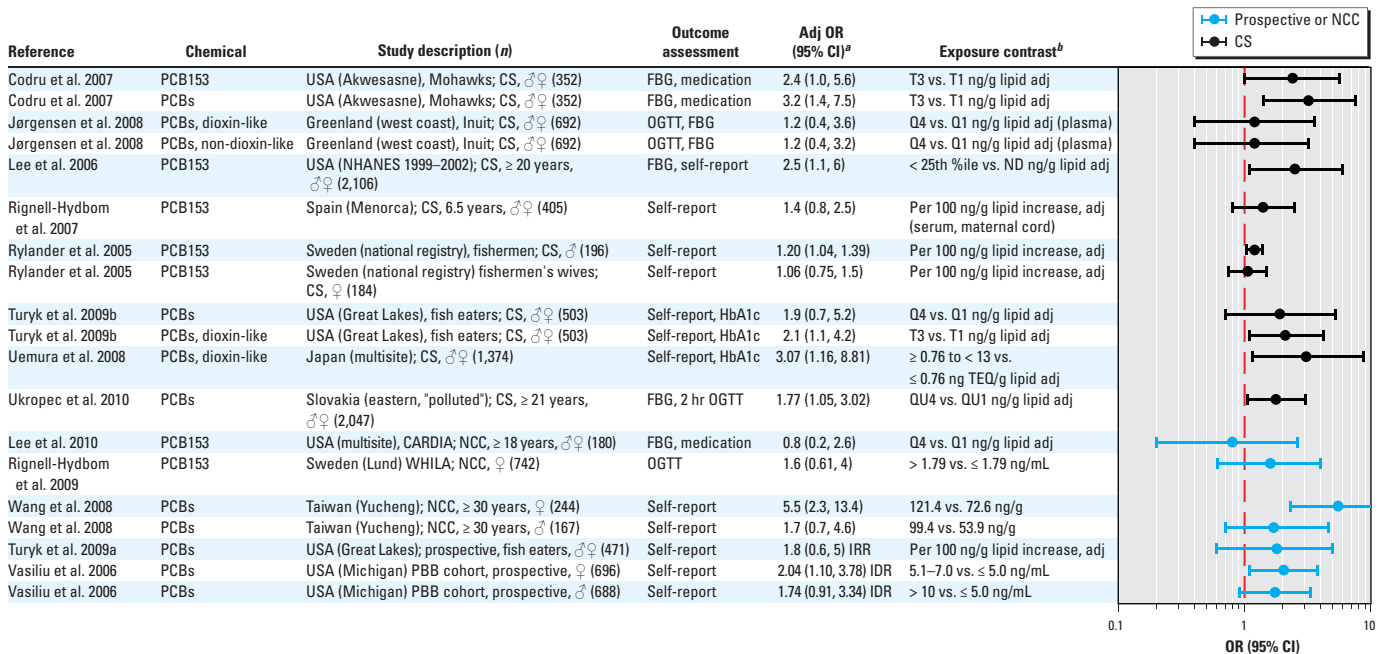 Prospective or NCC
CS
Reference Chemical Study description (n) Outcome assessment Adj OR (95% CI)a Exposure contrastb
Codru et al. 2007 PCB153 USA (Akwesasne), Mohawks; CS, ♂♀ (352) FBG, medication 2.4 (1.0, 5.6) T3 vs. T1 ng/g lipid adj
Codru et al. 2007 PCBs USA (Akwesasne), Mohawks; CS, ♂♀ (352) FBG, medication 3.2 (1.4, 7.5) T3 vs. T1 ng/g lipid adj
Jørgensen et al. 2008 PCBs, dioxin-like Greenland (west coast), Inuit; CS, ♂♀ (692) OGTT, FBG 1.2 (0.4, 3.6) Q4 vs. Q1 ng/g lipid adj (plasma)
Jørgensen et al. 2008 PCBs, non-dioxin-like Greenland (west coast), Inuit; CS, ♂♀ (692) OGTT, FBG 1.2 (0.4, 3.2) Q4 vs. Q1 ng/g lipid adj (plasma)
Lee et al. 2006 PCB153 USA (NHANES 1999–2002); CS, ≥ 20 years, FBG, self-report 2.5 (1.1, 6) < 25th %ile vs. ND ng/g lipid adj
♂♀ (2,106)
Rignell-Hydbom PCB153 Spain (Menorca); CS, 6.5 years, ♂♀ (405) Self-report 1.4 (0.8, 2.5) Per 100 ng/g lipid increase, adj
et al. 2007 (serum, maternal cord)
Rylander et al. 2005 PCB153 Sweden (national registry), fishermen; CS, ♂ (196) Self-report 1.20 (1.04, 1.39) Per 100 ng/g lipid increase, adj
Rylander et al. 2005 PCB153 Sweden (national registry) fishermen's wives; Self-report 1.06 (0.75, 1.5) Per 100 ng/g lipid increase, adj
CS, ♀ (184)
Turyk et al. 2009b PCBs USA (Great Lakes), fish eaters; CS, ♂♀ (503) Self-report, HbA1c 1.9 (0.7, 5.2) Q4 vs. Q1 ng/g lipid adj
Turyk et al. 2009b PCBs, dioxin-like USA (Great Lakes), fish eaters; CS, ♂♀ (503) Self-report, HbA1c 2.1 (1.1, 4.2) T3 vs. T1 ng/g lipid adj
Uemura et al. 2008 PCBs, dioxin-like Japan (multisite); CS, ♂♀ (1,374) Self-report, HbA1c 3.07 (1.16, 8.81) ≥ 0.76 to < 13 vs.
≤ 0.76 ng TEQ/g lipid adj
Ukropec et al. 2010 PCBs Slovakia (eastern, "polluted"); CS, ≥ 21 years, FBG, 2 hr OGTT 1.77 (1.05, 3.02) QU4 vs. QU1 ng/g lipid adj
♂♀ (2,047)
Lee et al. 2010 PCB153 USA (multisite), CARDIA; NCC, ≥ 18 years, ♂♀ (180) FBG, medication 0.8 (0.2, 2.6) Q4 vs. Q1 ng/g lipid adj
Rignell-Hydbom PCB153 Sweden (Lund) WHILA; NCC, ♀ (742) OGTT 1.6 (0.61, 4) > 1.79 vs. ≤ 1.79 ng/mL
et al. 2009
Wang et al. 2008 PCBs Taiwan (Yucheng); NCC, ≥ 30 years, ♀ (244) Self-report 5.5 (2.3, 13.4) 121.4 vs. 72.6 ng/g
Wang et al. 2008 PCBs Taiwan (Yucheng); NCC, ≥ 30 years, ♂ (167) Self-report 1.7 (0.7, 4.6) 99.4 vs. 53.9 ng/g
Turyk et al. 2009a PCBs USA (Great Lakes); prospective, fish eaters, ♂♀ (471) Self-report 1.8 (0.6, 5) IRR Per 100 ng/g lipid increase, adj
Vasiliu et al. 2006 PCBs USA (Michigan) PBB cohort, prospective, ♀ (696) Self-report 2.04 (1.10, 3.78) IDR 5.1–7.0 vs. ≤ 5.0 ng/mL
Vasiliu et al. 2006 PCBs USA (Michigan) PBB cohort, prospective, ♂ (688) Self-report 1.74 (0.91, 3.34) IDR > 10 vs. ≤ 5.0 ng/mL
0.1 1 10
OR (95% CI)